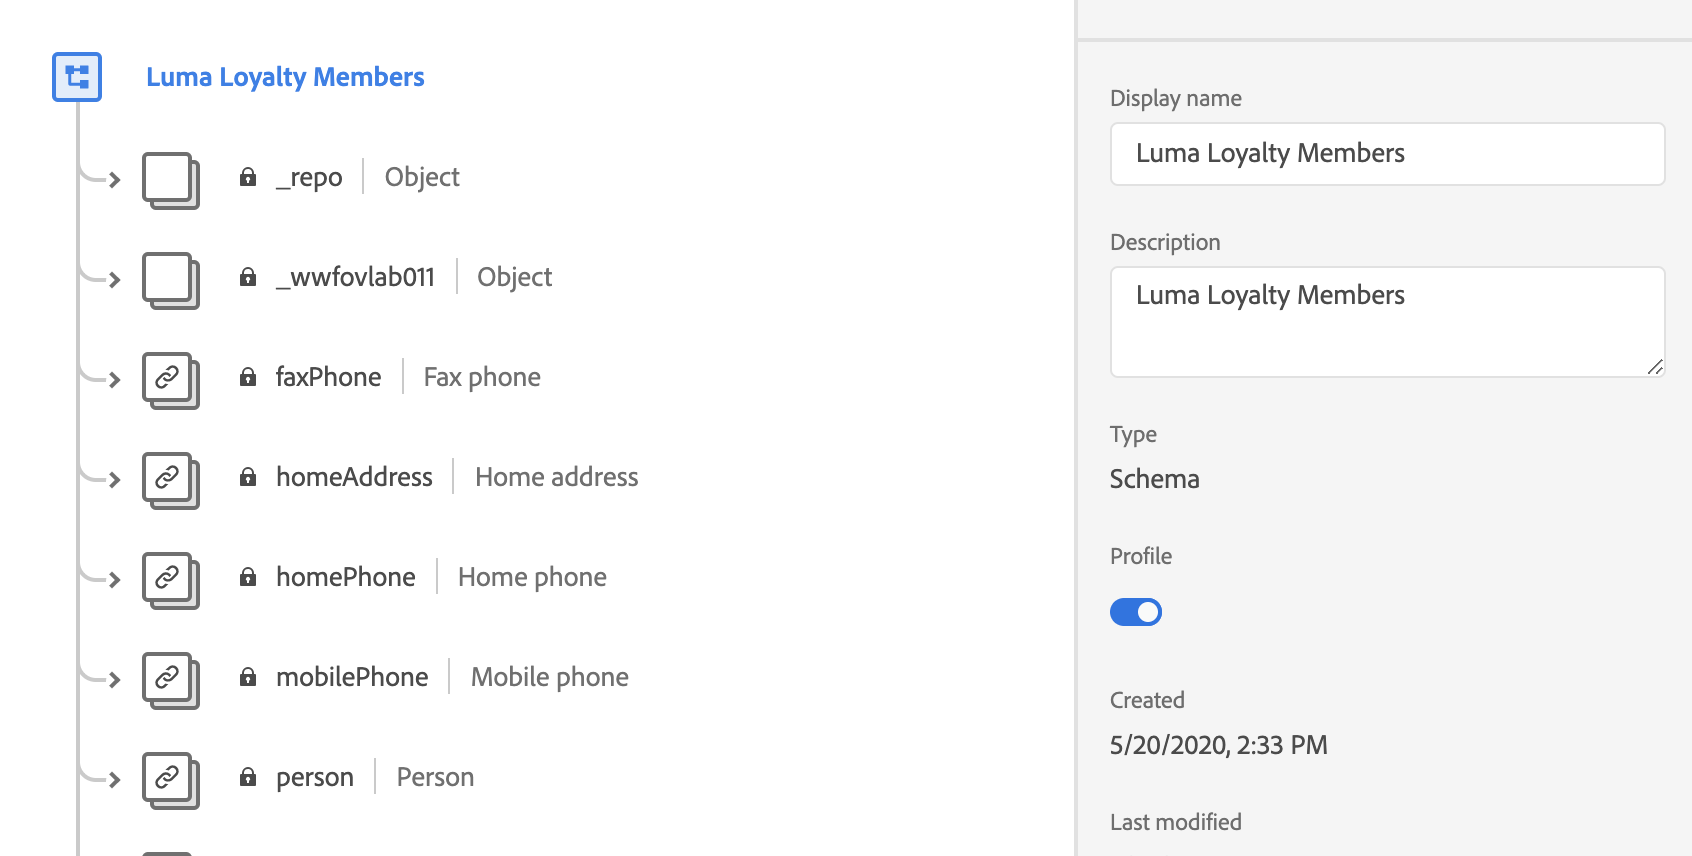 Luma Loyalty Members
_repo Object
_wwfovlab011 Object
faxPhone Fax phone
homeAddress Home address
homePhone Home phone
mobilePhone Mobile phone
person Person
Display name
Luma Loyalty Members
Description
Luma Loyalty Members
Type
Schema
Profile
Created
5/20/2020, 2:33 PM
Last modified